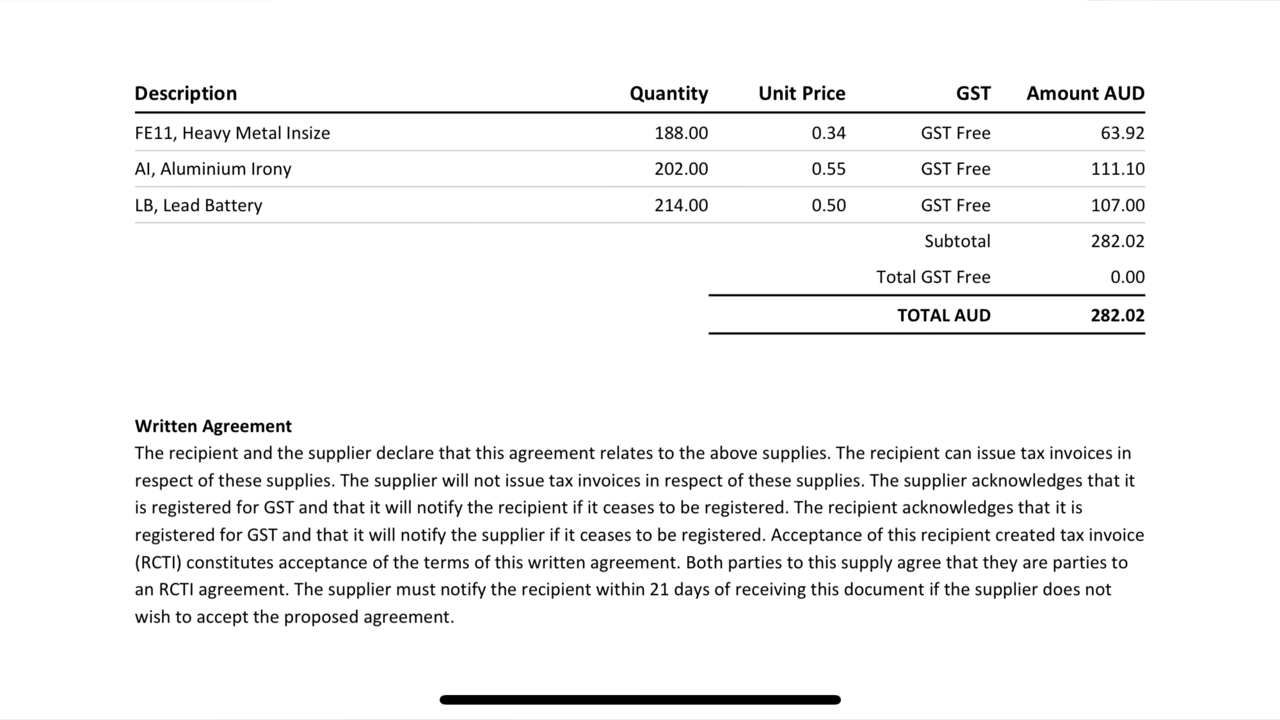 Description Quantity Unit Price GST Amount AUD
FE11, Heavy Metal Insize 188.00 0.34 GST Free 63.92
AI, Aluminium Irony 202.00 0.55 GST Free 111.10
LB, Lead Battery 214.00 0.50 GST Free 107.00
Subtotal 282.02
Total GST Free 0.00
TOTAL AUD 282.02
Written Agreement
The recipient and the supplier declare that this agreement relates to the above supplies. The recipient can issue tax invoices in
respect of these supplies. The supplier will not issue tax invoices in respect of these supplies. The supplier acknowledges that it
is registered for GST and that it will notify the recipient if it ceases to be registered. The recipient acknowledges that it is
registered for GST and that it will notify the supplier if it ceases to be registered. Acceptance of this recipient created tax invoice
(RCTI) constitutes acceptance of the terms of this written agreement. Both parties to this supply agree that they are parties to
an RCTI agreement. The supplier must notify the recipient within 21 days of receiving this document if the supplier does not
wish to accept the proposed agreement.